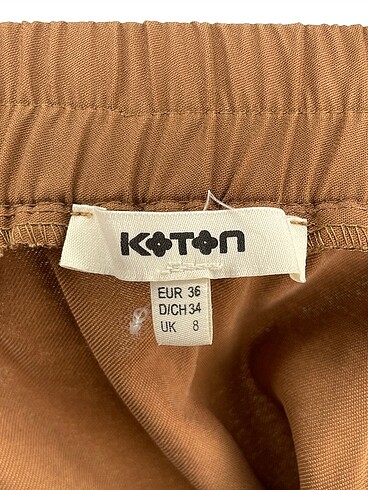 KOTON
EUR 36
D/CH 34
UK 8